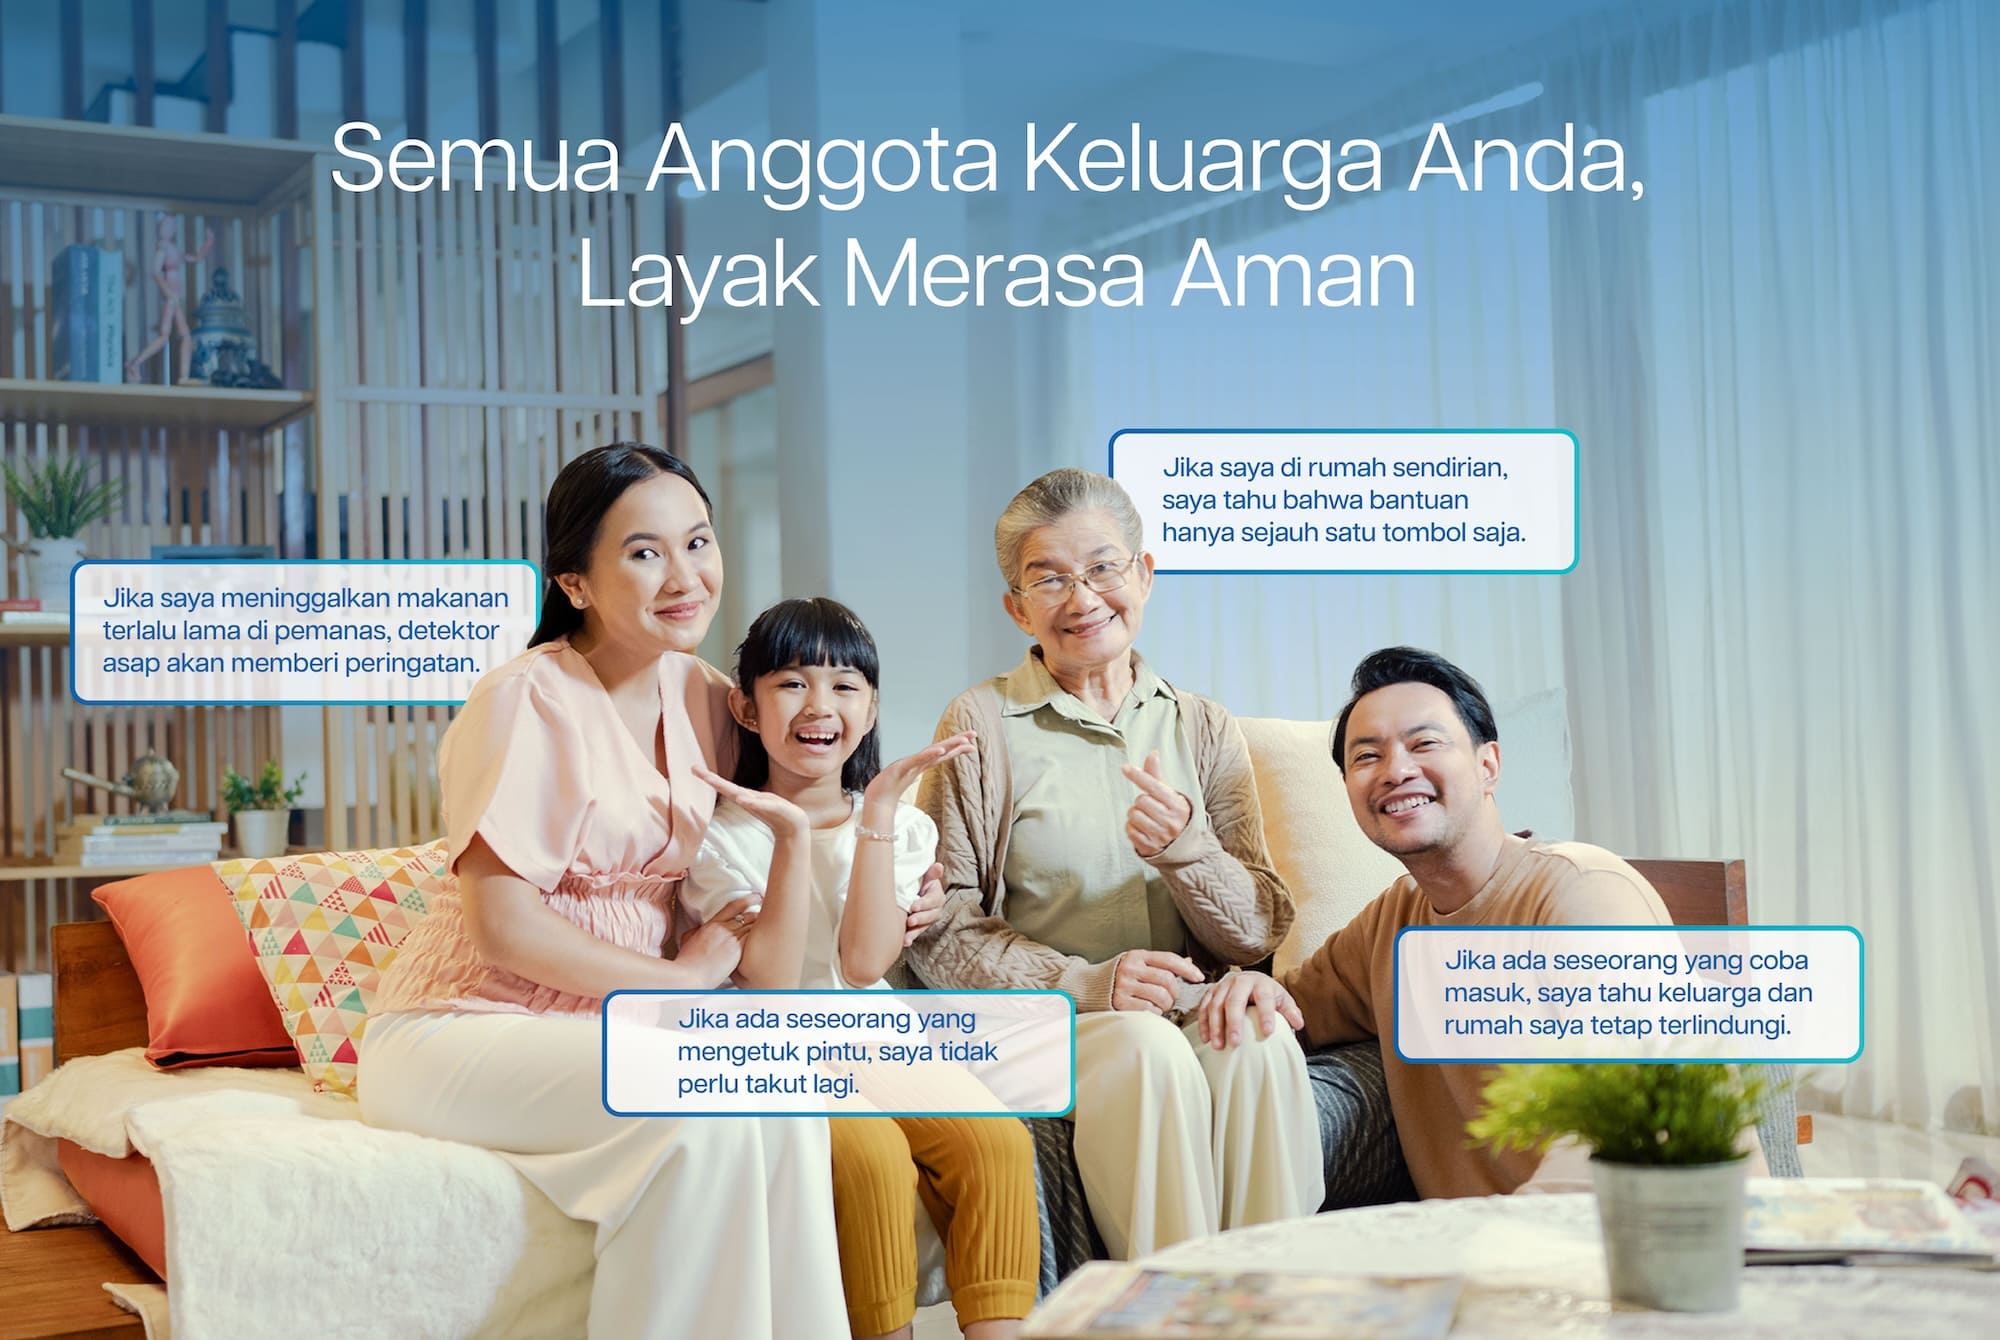 Semua Anggota Keluarga Anda,
Layak Merasa Aman
Jika saya di rumah sendirian,
saya tahu bahwa bantuan
hanya sejauh satu tombol saja.
Jika saya meninggalkan makanan
terlalu lama di pemanas, detektor
asap akan memberi peringatan.
Jika ada seseorang yang coba
masuk, saya tahu keluarga dan
rumah saya tetap terlindungi.
Jika ada seseorang yang
mengetuk pintu, saya tidak
perlu takut lagi.